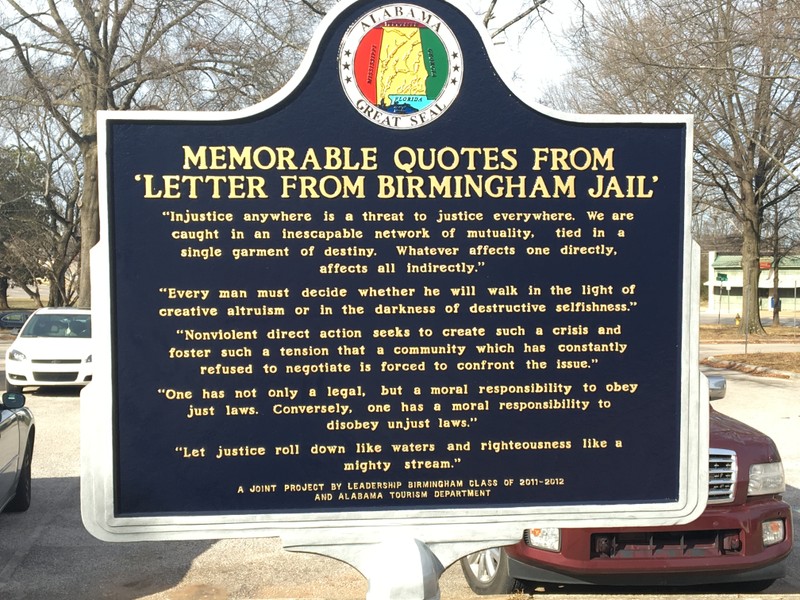 ALABAMA
MISSISSIPPI
GEORGIA
FLORIDA
GREAT SEAL
MEMORABLE QUOTES FROM
‘LETTER FROM BIRMINGHAM JAIL’
“Injustice anywhere is a threat to justice everywhere. We are
caught in an inescapable network of mutuality, tied in a
single garment of destiny. Whatever affects one directly,
affects all indirectly.”
“Every man must decide whether he will walk in the light of
creative altruism or in the darkness of destructive selfishness.”
“Nonviolent direct action seeks to create such a crisis and
foster such a tension that a community which has constantly
refused to negotiate is forced to confront the issue.”
“One has not only a legal, but a moral responsibility to obey
just laws. Conversely, one has a moral responsibility to
disobey unjust laws.”
“Let justice roll down like waters and righteousness like a
mighty stream.”
A JOINT PROJECT BY LEADERSHIP BIRMINGHAM CLASS OF 2011-2012
AND ALABAMA TOURISM DEPARTMENT